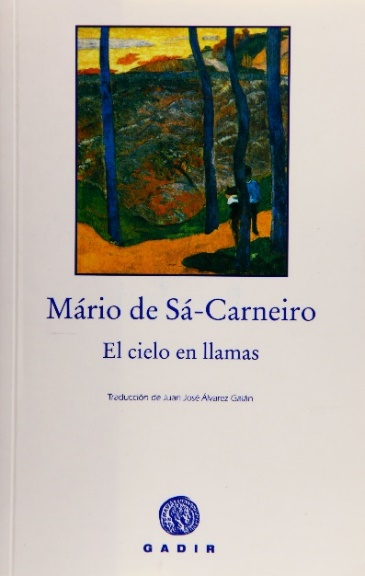 Mário de Sá-Carneiro
El cielo en llamas
Traducción de Juan José Álvarez Galán
GADIR